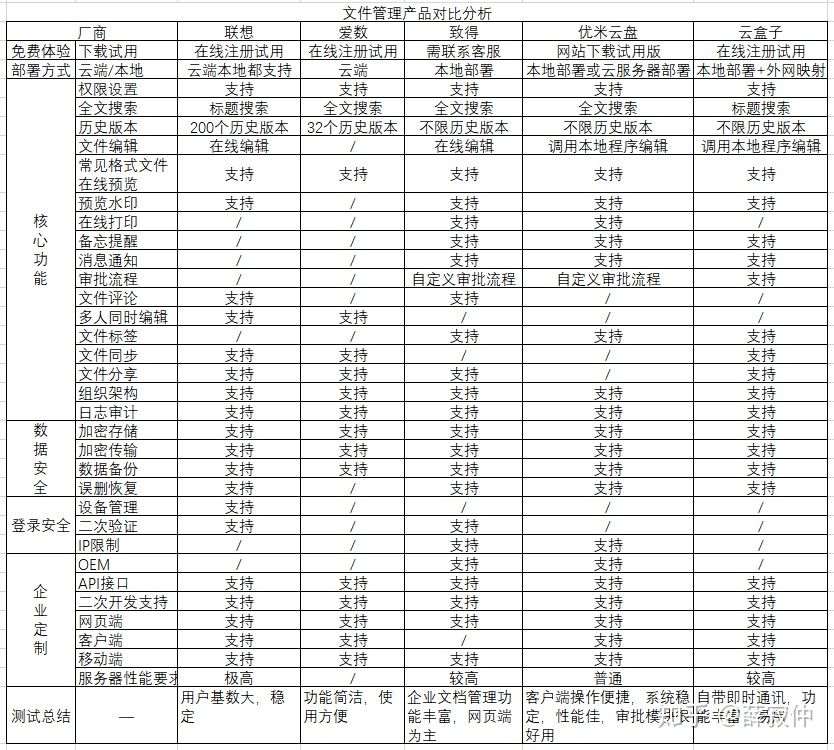 文件管理产品对比分析
厂商 联想 爱数 致得 优米云盘 云盒子
免费体验 下载试用 在线注册试用 在线注册试用 需联系客服 网站下载试用版 在线注册试用
部署方式 云端/本地 云端本地都支持 云端 本地部署 本地部署或云服务器部署 本地部署+外网映射
核心功能 权限设置 支持 支持 支持 支持 支持
全文搜索 标题搜索 全文搜索 全文搜索 全文搜索 标题搜索
历史版本 200个历史版本 32个历史版本 不限历史版本 不限历史版本 不限历史版本
文件编辑 在线编辑 / 在线编辑 调用本地程序编辑 调用本地程序编辑
常见格式文件
在线预览 支持 支持 支持 支持 支持
预览水印 支持 / 支持 支持 支持
在线打印 / / 支持 支持 /
备忘提醒 / / 支持 支持 支持
消息通知 / / 支持 支持 支持
审批流程 / / 自定义审批流程 自定义审批流程 支持
文件评论 支持 / 支持 / /
多人同时编辑 支持 支持 / / /
文件标签 / / 支持 支持 支持
文件同步 支持 支持 / / 支持
文件分享 支持 支持 支持 / 支持
组织架构 支持 支持 支持 支持 支持
日志审计 支持 支持 支持 支持 支持
数据安全 加密存储 支持 支持 支持 支持 支持
加密传输 支持 支持 支持 支持 支持
数据备份 支持 支持 支持 支持 支持
误删恢复 支持 / 支持 支持 支持
登录安全 设备管理 支持 / / / /
二次验证 支持 / 支持 / /
IP限制 / / 支持 支持 /
企业定制 OEM / / 支持 支持 /
API接口 支持 支持 支持 支持 支持
二次开发支持 支持 支持 支持 支持 支持
网页端 支持 支持 支持 支持 支持
客户端 支持 支持 / 支持 支持
移动端 支持 支持 支持 支持 支持
服务器性能要求 极高 / 较高 普通 较高
测试总结 —
用户基数大，稳
定
功能简洁，使
用方便
企业文档管理功
能丰富，网页端
为主
客户端操作便捷，系统稳
定，性能佳，审批模块很
好用
自带即时通讯，功
能丰富，易用
知乎 @薛寂仲